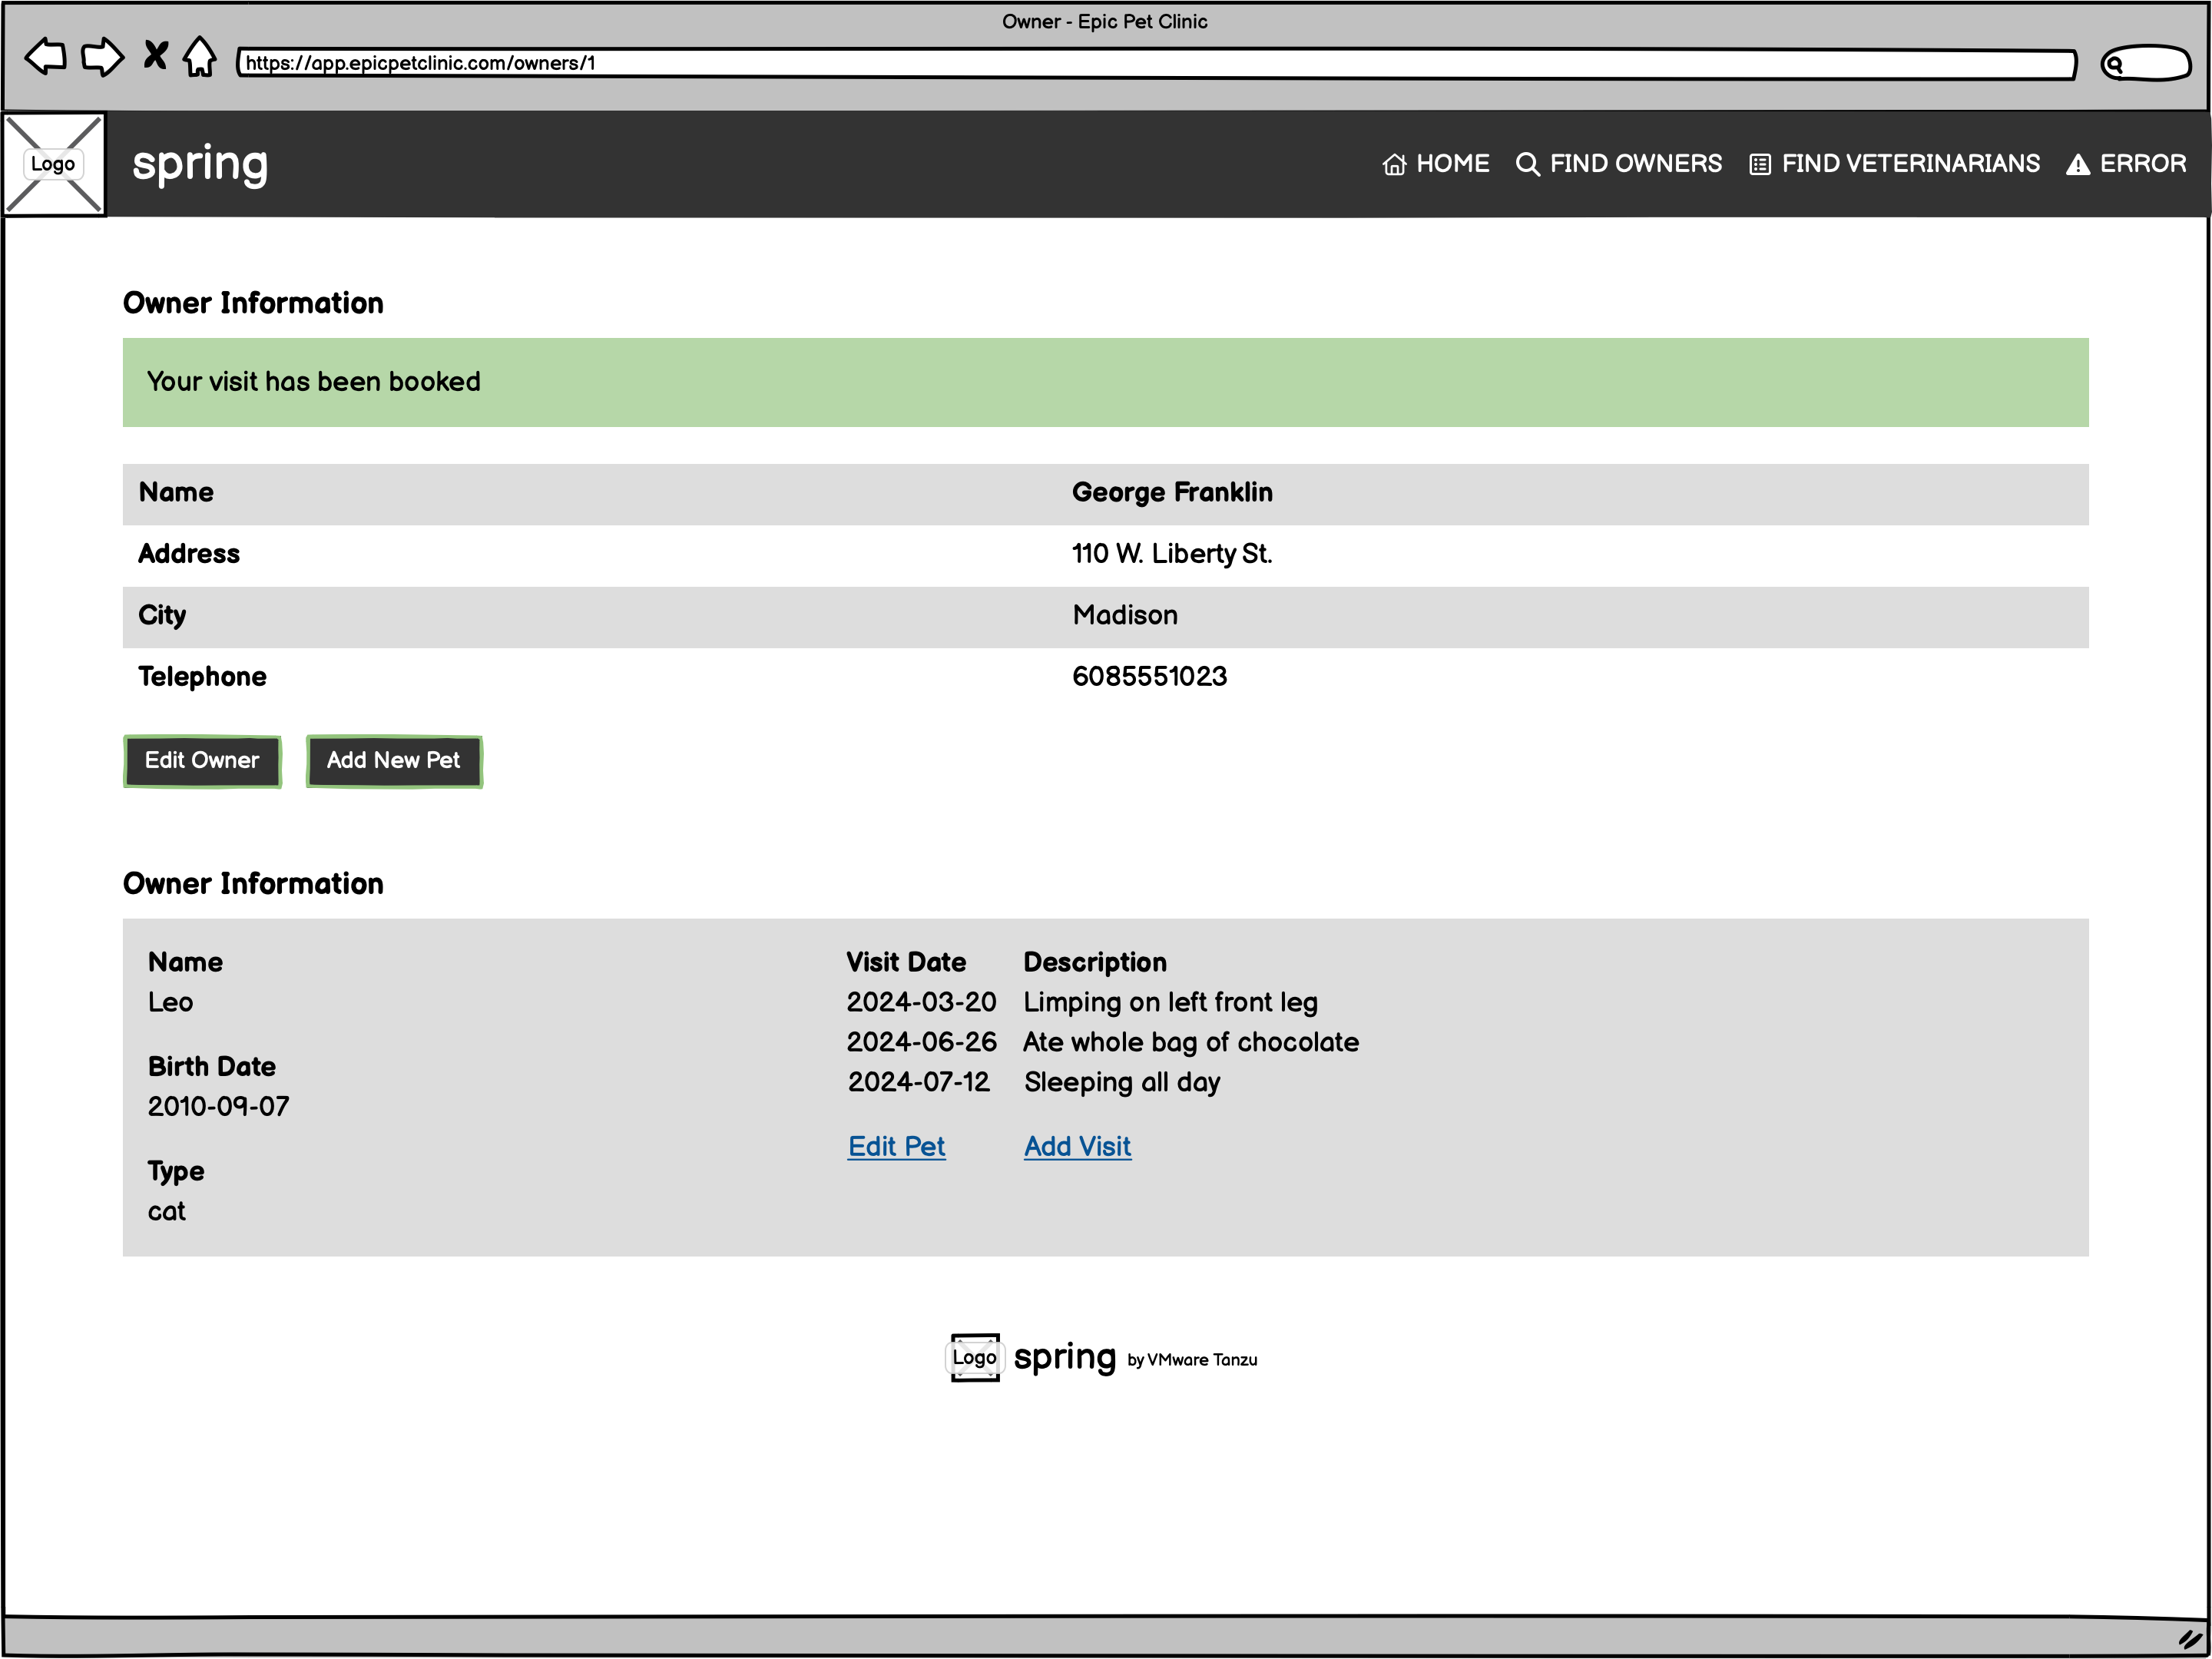 Owner - Epic Pet Clinic
https://app.epicpetclinic.com/owners/1
Logo
spring
HOME
FIND OWNERS
FIND VETERINARIANS
ERROR
Owner Information
Your visit has been booked
Name George Franklin
Address 110 W. Liberty St.
City Madison
Telephone 6085551023
Edit Owner Add New Pet
Owner Information
Name
Leo
Birth Date
2010-09-07
Type
cat
Visit Date Description
2024-03-20 Limping on left front leg
2024-06-26 Ate whole bag of chocolate
2024-07-12 Sleeping all day
Edit Pet Add Visit
Logo spring by VMware Tanzu